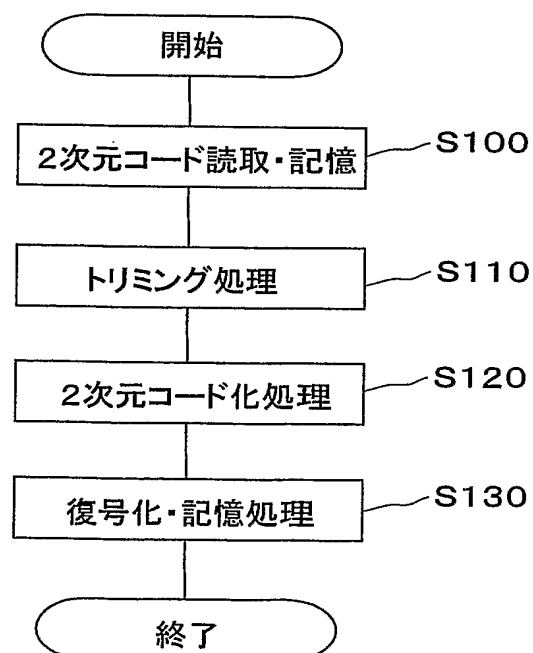 開始
2次元コード読取・記憶
S100
トリミング処理
S110
2次元コード化処理
S120
復号化・記憶処理
S130
終了